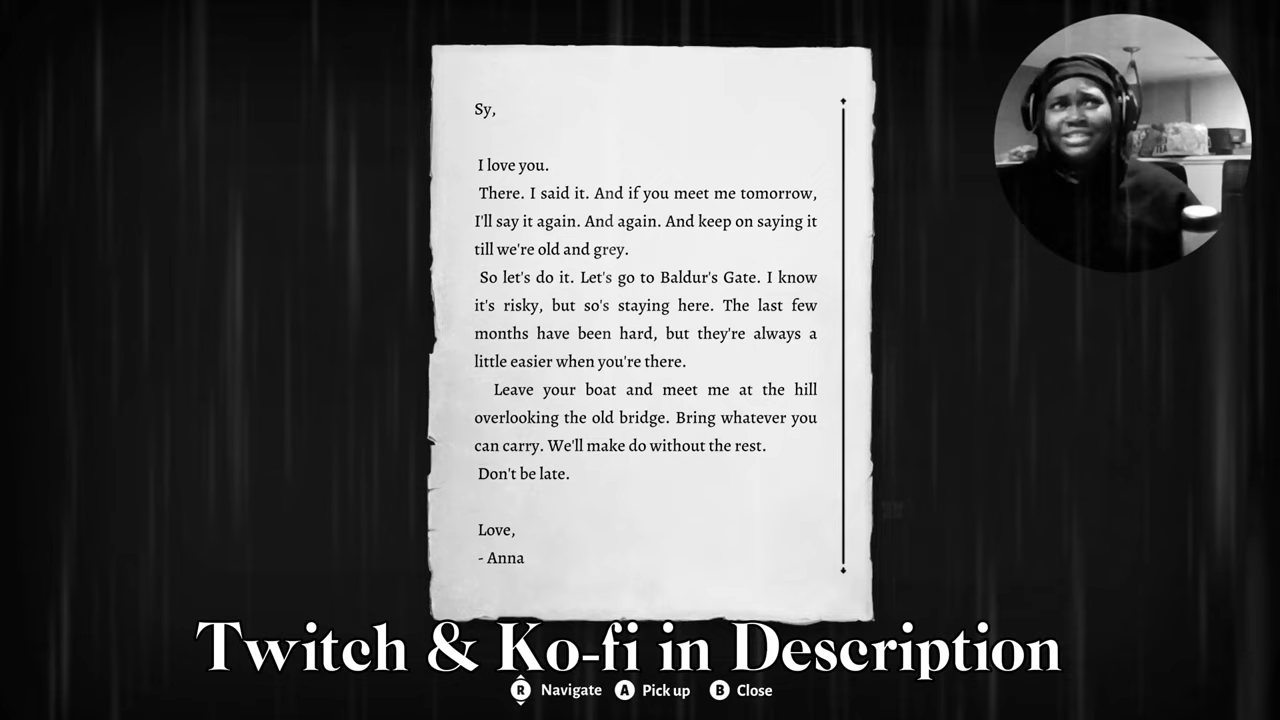 Sy,
I love you.
There. I said it. And if you meet me tomorrow,
I'll say it again. And again. And keep on saying it
till we're old and grey.
So let's do it. Let's go to Baldur's Gate. I know
it's risky, but so's staying here. The last few
months have been hard, but they're always a
little easier when you're there.
Leave your boat and meet me at the hill
overlooking the old bridge. Bring whatever you
can carry. We'll make do without the rest.
Don't be late.
Love,
- Anna
Twitch & Ko-fi in Description
R Navigate A Pick up B Close